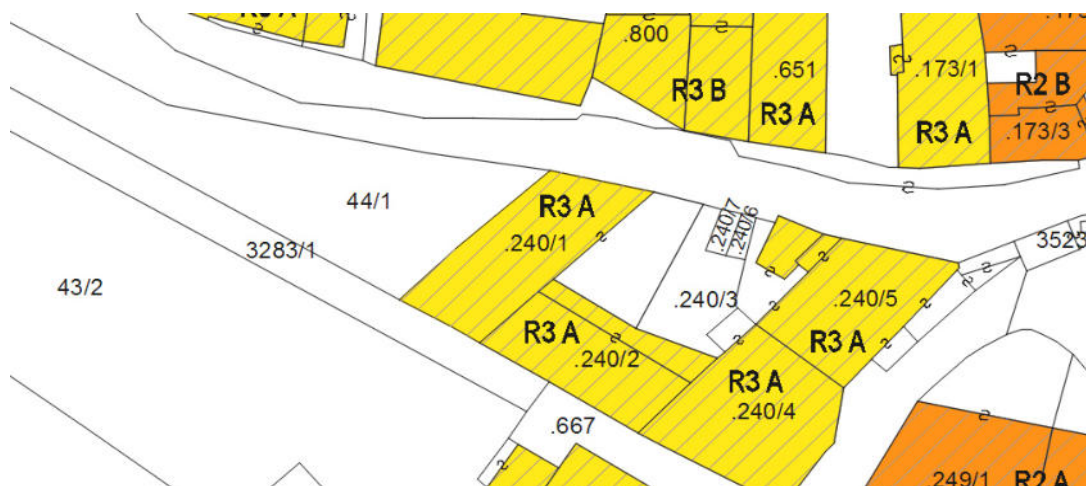 R3 A
.800
R3 B
.651
R3 A
.173/1
R3 A
R2 B
.173/3
44/1
R3 A
.240/7
.240/6
.240/1
3283/1
3523
43/2
.240/3
.240/5
R3 A
.240/2
R3 A
R3 A
.240/4
.667
249/1
R2 A